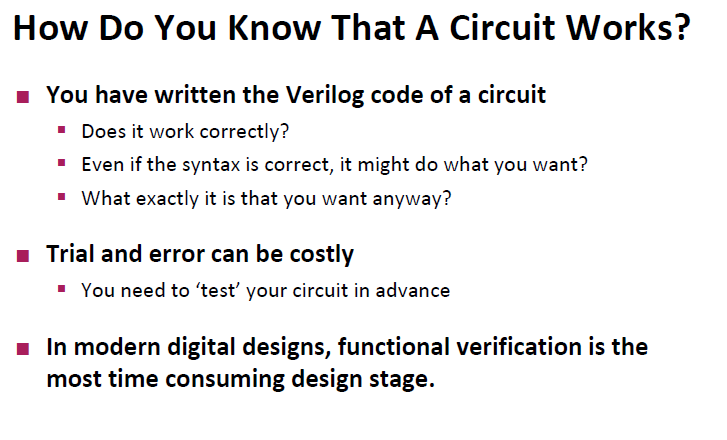 How Do You Know That A Circuit Works?
You have written the Verilog code of a circuit
Does it work correctly?
Even if the syntax is correct, it might do what you want?
What exactly it is that you want anyway?
Trial and error can be costly
You need to ‘test’ your circuit in advance
In modern digital designs, functional verification is the
most time consuming design stage.